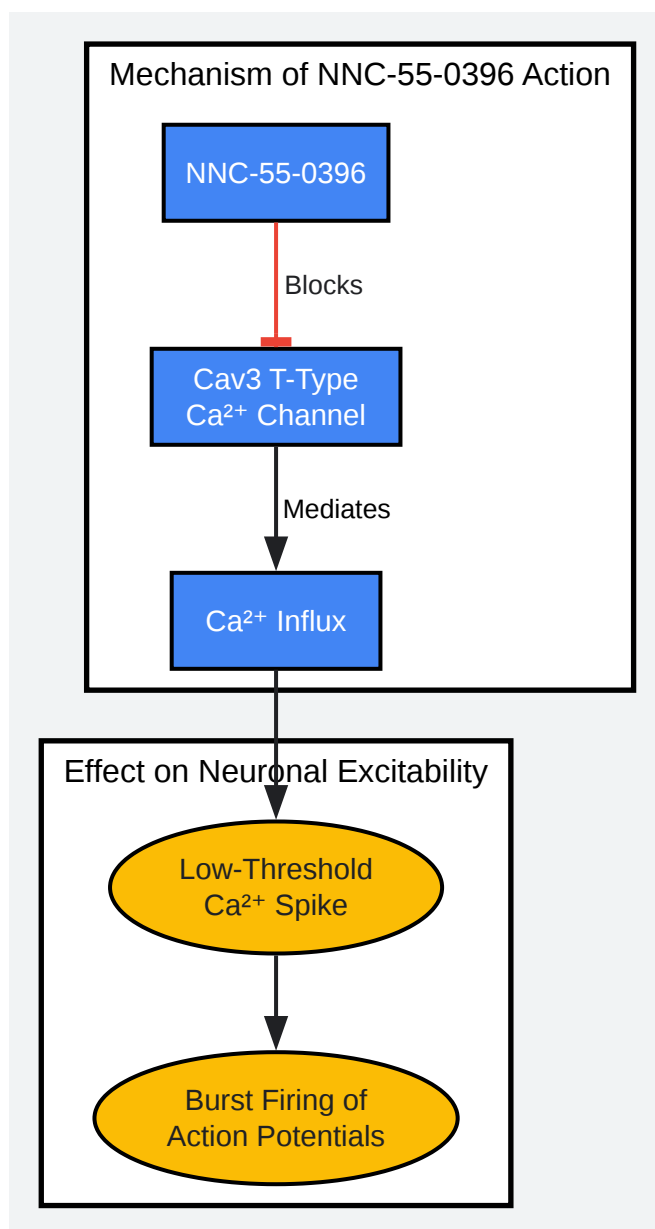 Mechanism of NNC-55-0396 Action
NNC-55-0396
Blocks
Cav3 T-Type
Ca²⁺ Channel
Mediates
Ca²⁺ Influx
Effect on Neuronal Excitability
Low-Threshold
Ca²⁺ Spike
Burst Firing of
Action Potentials